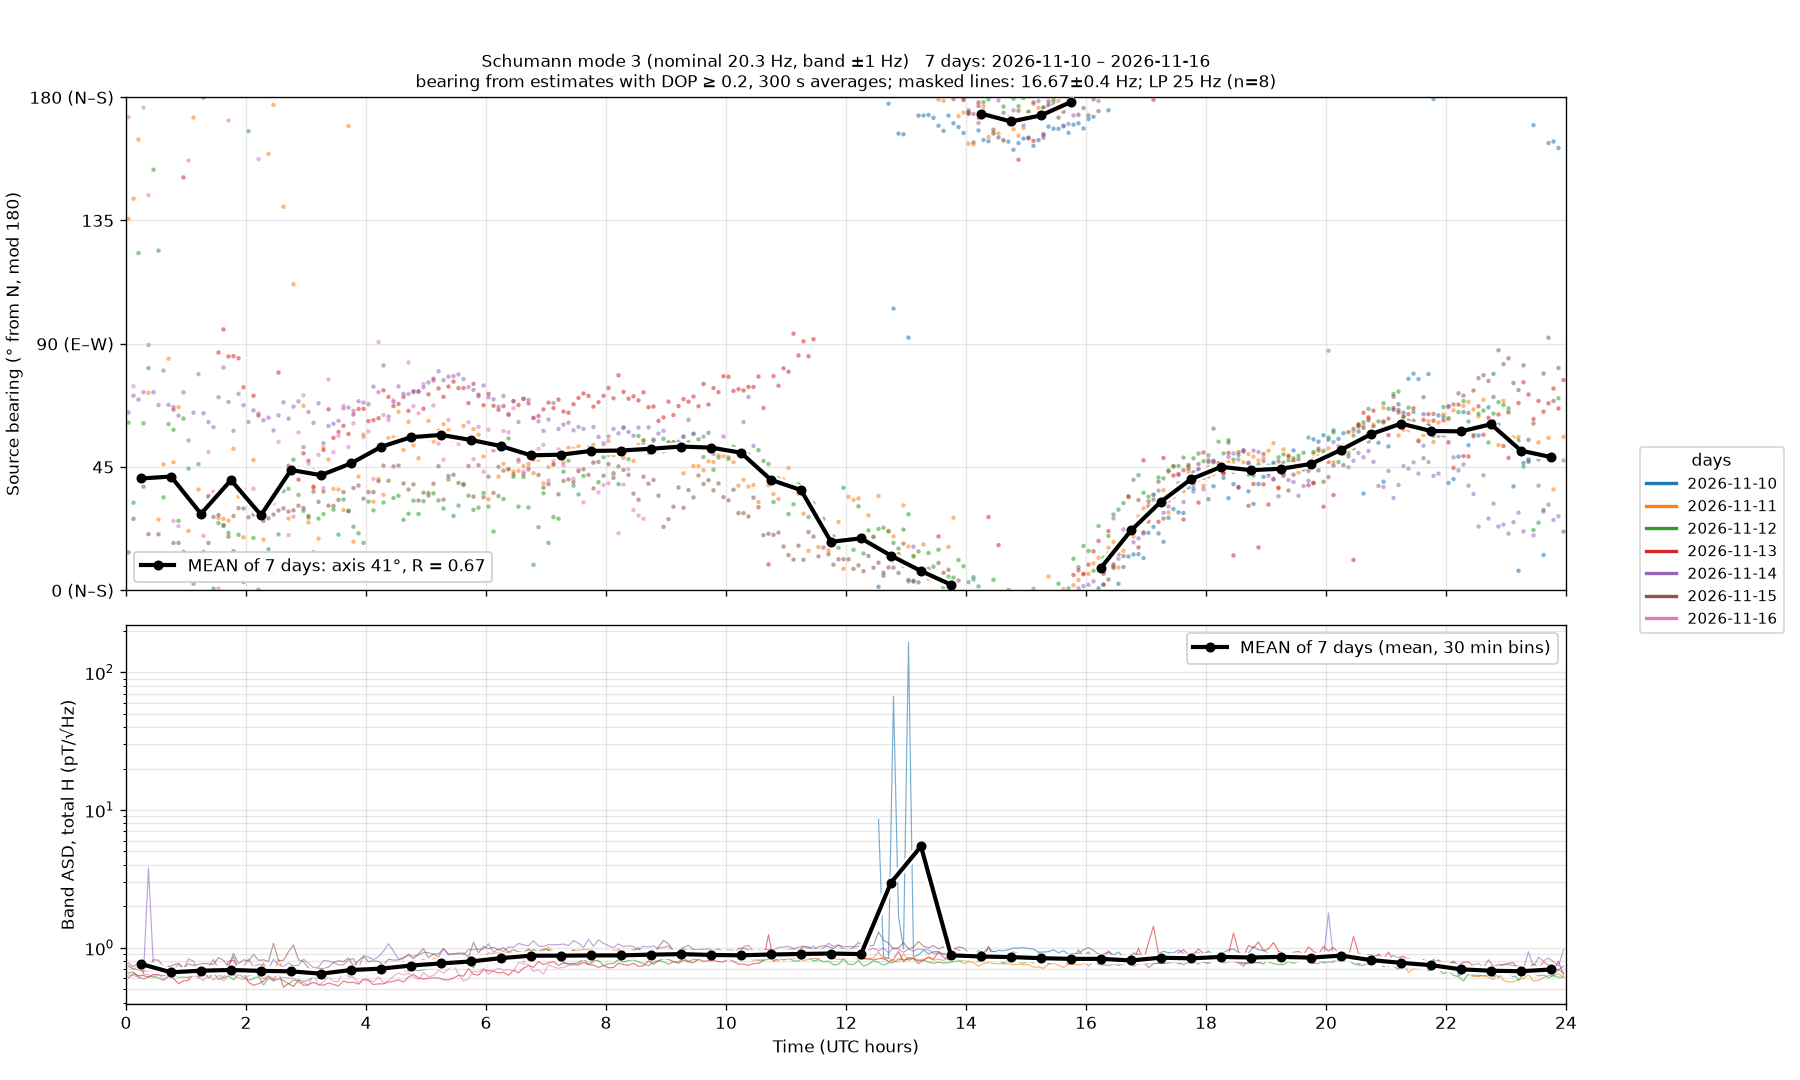 Schumann mode 3 (nominal 20.3 Hz, band ±1 Hz)   7 days: 2026-11-10 – 2026-11-16
bearing from estimates with DOP ≥ 0.2, 300 s averages; masked lines: 16.67±0.4 Hz; LP 25 Hz (n=8)
180 (N–S)
135
90 (E–W)
45
0 (N–S)
Source bearing (° from N, mod 180)
MEAN of 7 days: axis 41°, R = 0.67
days
2026-11-10
2026-11-11
2026-11-12
2026-11-13
2026-11-14
2026-11-15
2026-11-16
MEAN of 7 days (mean, 30 min bins)
10²
10¹
10⁰
Band ASD, total H (pT/√Hz)
0 2 4 6 8 10 12 14 16 18 20 22 24
Time (UTC hours)